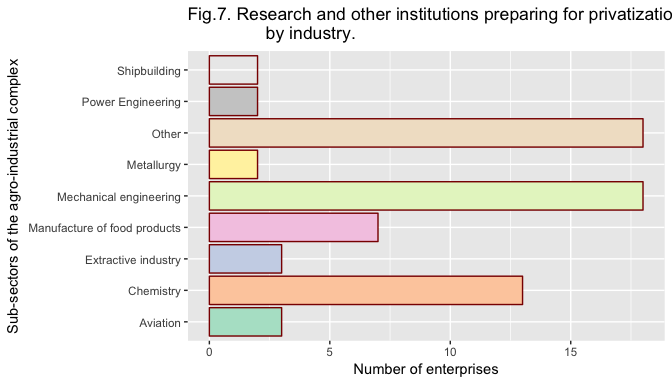 Fig.7. Research and other institutions preparing for privatizatio
by industry.
Sub-sectors of the agro-industrial complex
Shipbuilding
Power Engineering
Other
Metallurgy
Mechanical engineering
Manufacture of food products
Extractive industry
Chemistry
Aviation
0 5 10 15
Number of enterprises